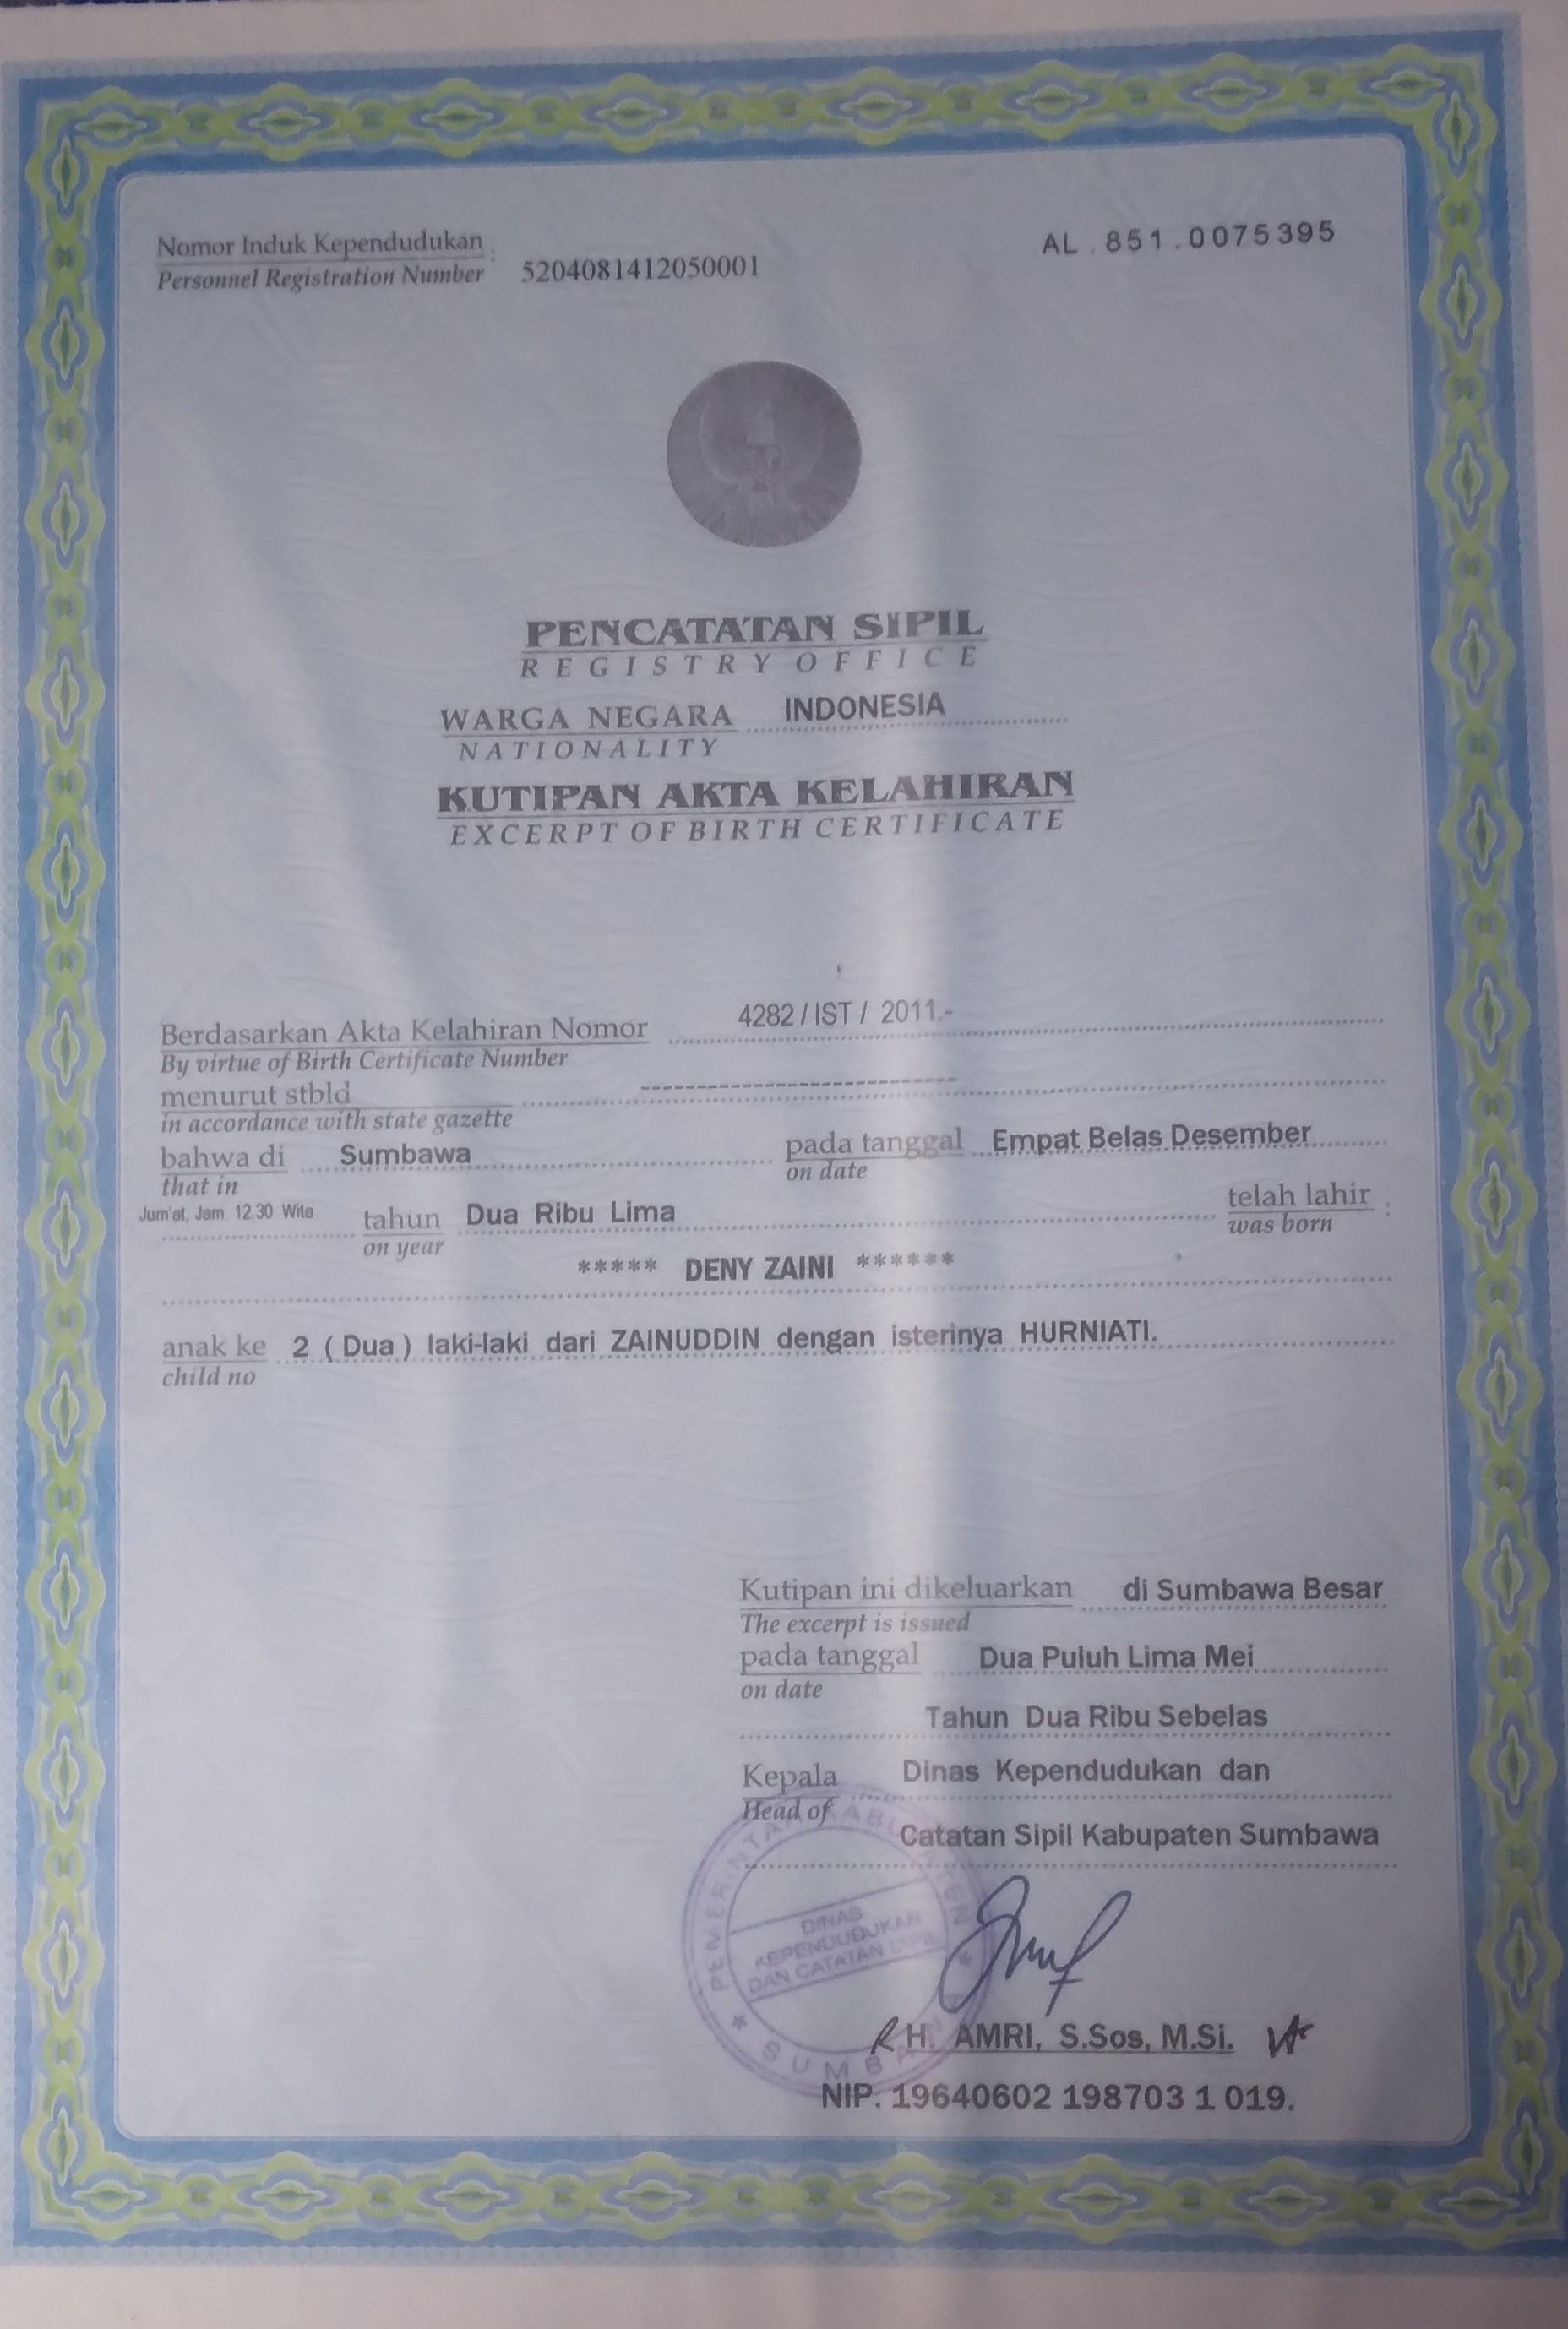 Nomor Induk Kependudukan : 5204081412050001
Personnel Registration Number
AL . 851 . 0075395
PENCATATAN SIPIL
REGISTRY OFFICE
WARGA NEGARA INDONESIA
NATIONALITY
KUTIPAN AKTA KELAHIRAN
EXCERPT OF BIRTH CERTIFICATE
Berdasarkan Akta Kelahiran Nomor 4282 / IST / 2011.-
By virtue of Birth Certificate Number
menurut stbld ------------------------
in accordance with state gazette
bahwa di Sumbawa pada tanggal Empat Belas Desember
that in on date
Jum'at, Jam. 12.30 Wita tahun Dua Ribu Lima telah lahir :
on year was born
***** DENY ZAINI ******
anak ke 2 ( Dua ) laki-laki dari ZAINUDDIN dengan isterinya HURNIATI.
child no
Kutipan ini dikeluarkan di Sumbawa Besar
The excerpt is issued
pada tanggal Dua Puluh Lima Mei
on date
Tahun Dua Ribu Sebelas
Kepala Dinas Kependudukan dan
Head of
Catatan Sipil Kabupaten Sumbawa
PEMERINTAH KABUPATEN
DINAS
KEPENDUDUKAN
DAN CATATAN SIPIL
SUMBAWA
H. AMRI, S.Sos, M.Si.
NIP. 19640602 198703 1 019.